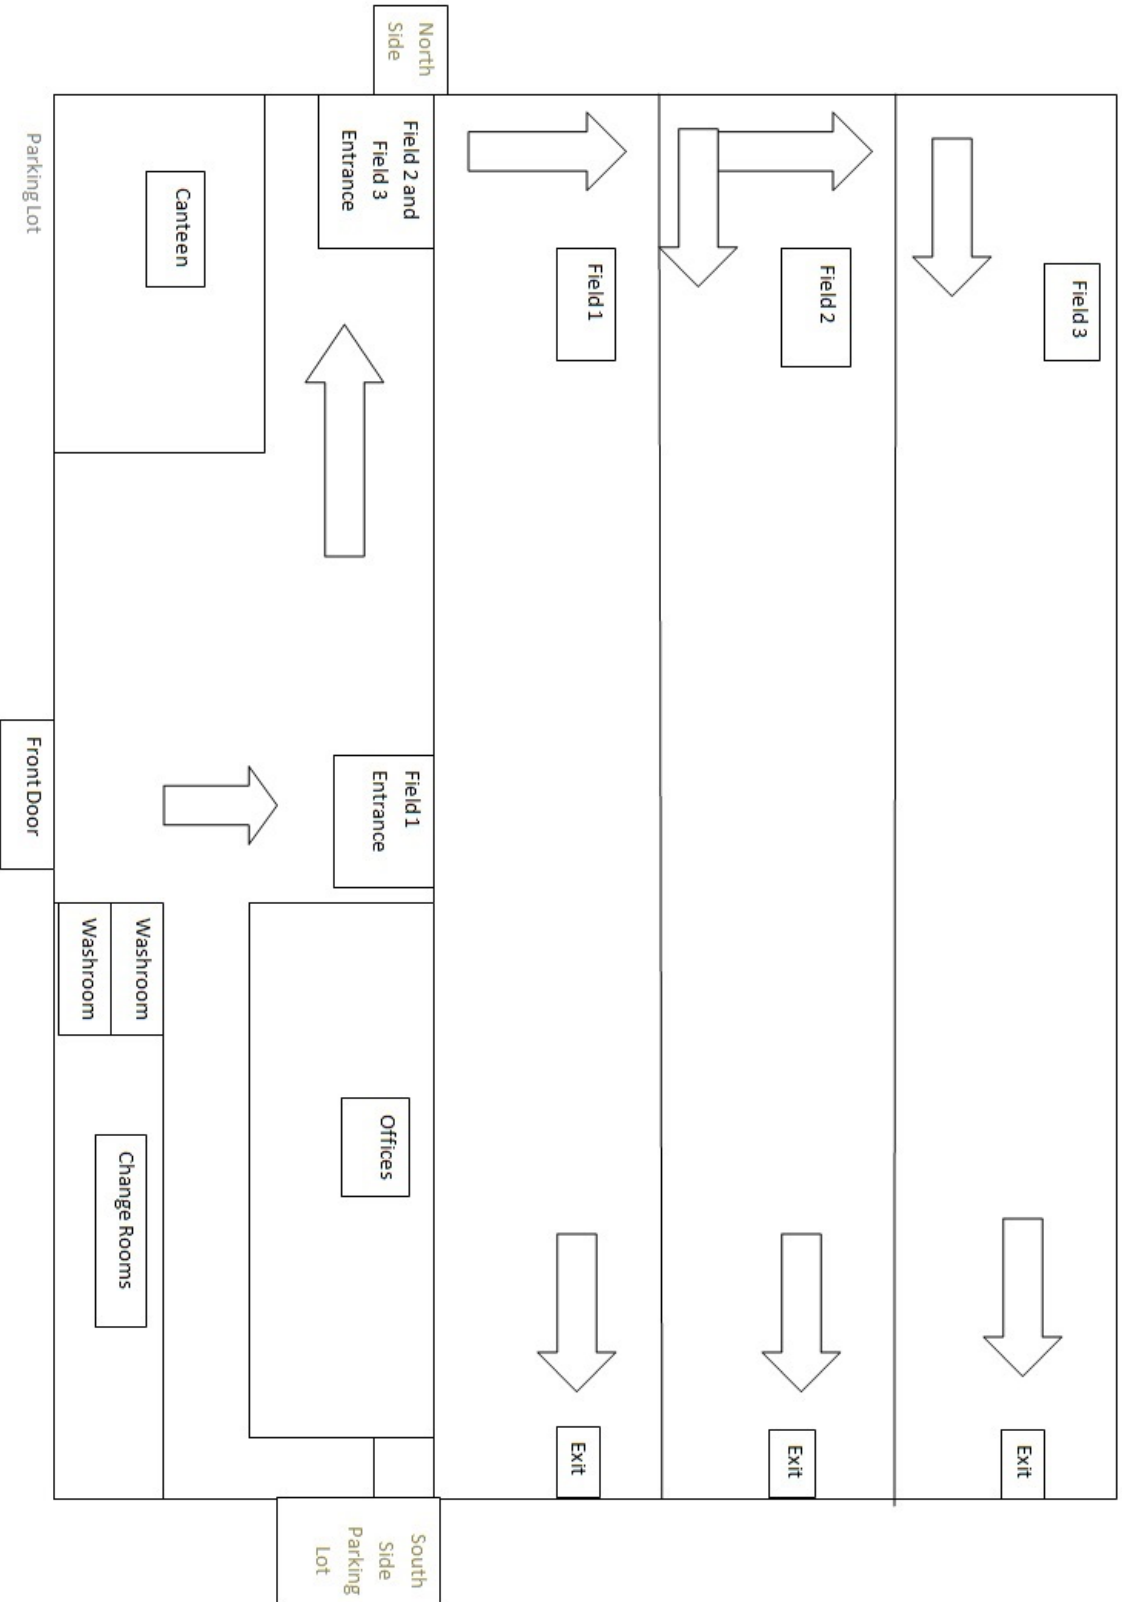 North
Side
Field 2 and
Field 3
Entrance
Parking Lot
Canteen
Field 1
Field 2
Field 3
Front Door
Field 1
Entrance
Washroom
Washroom
Offices
Change Rooms
Exit
Exit
Exit
South
Side
Parking
Lot